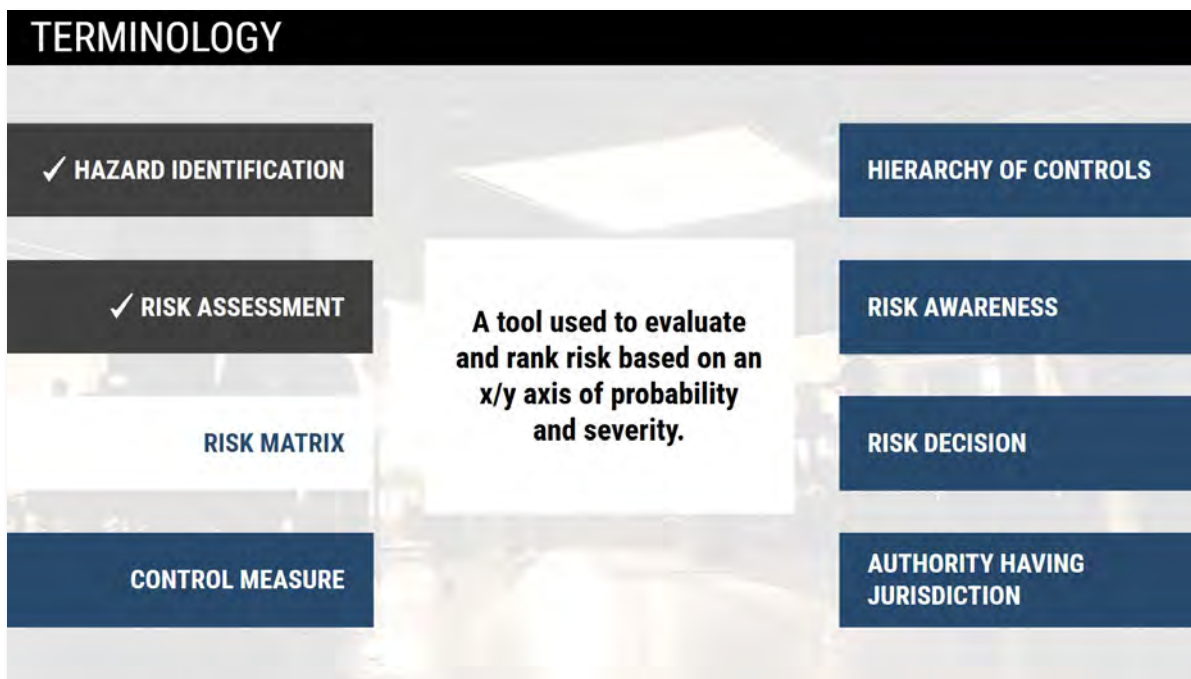 TERMINOLOGY
✓ HAZARD IDENTIFICATION
✓ RISK ASSESSMENT
RISK MATRIX
CONTROL MEASURE
A tool used to evaluate
and rank risk based on an
x/y axis of probability
and severity.
HIERARCHY OF CONTROLS
RISK AWARENESS
RISK DECISION
AUTHORITY HAVING
JURISDICTION